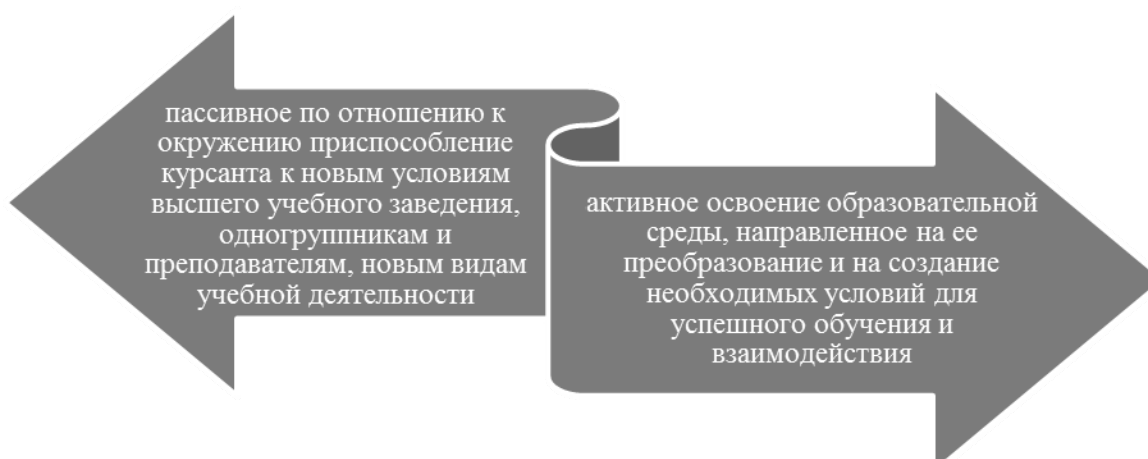 пассивное по отношению к
окружению приспособление
курсанта к новым условиям
высшего учебного заведения,
одногруппникам и
преподавателям, новым видам
учебной деятельности
активное освоение образовательной
среды, направленное на ее
преобразование и на создание
необходимых условий для
успешного обучения и
взаимодействия